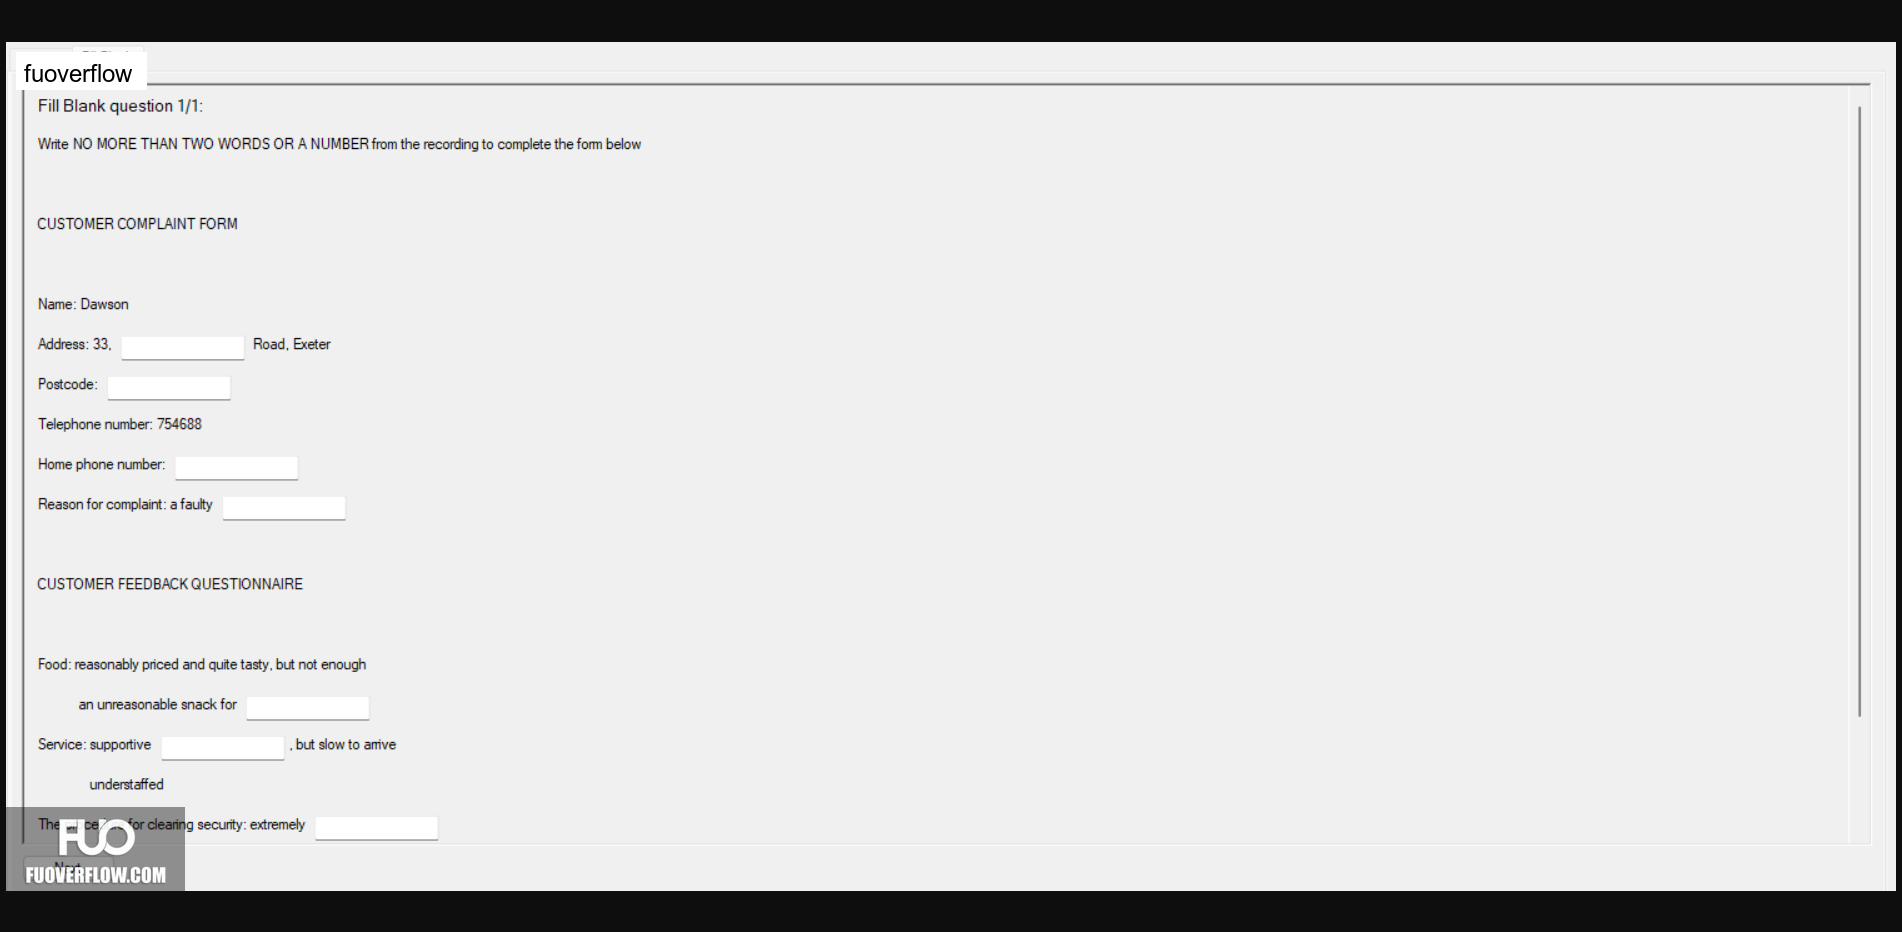 fuoverflow
Fill Blank question 1/1:
Write NO MORE THAN TWO WORDS OR A NUMBER from the recording to complete the form below
CUSTOMER COMPLAINT FORM
Name: Dawson
Address: 33, Road, Exeter
Postcode:
Telephone number: 754688
Home phone number:
Reason for complaint: a faulty
CUSTOMER FEEDBACK QUESTIONNAIRE
Food: reasonably priced and quite tasty, but not enough
an unreasonable snack for
Service: supportive , but slow to arrive
understaffed
The for clearing security: extremely
FUO
Next
FUOVERFLOW.COM